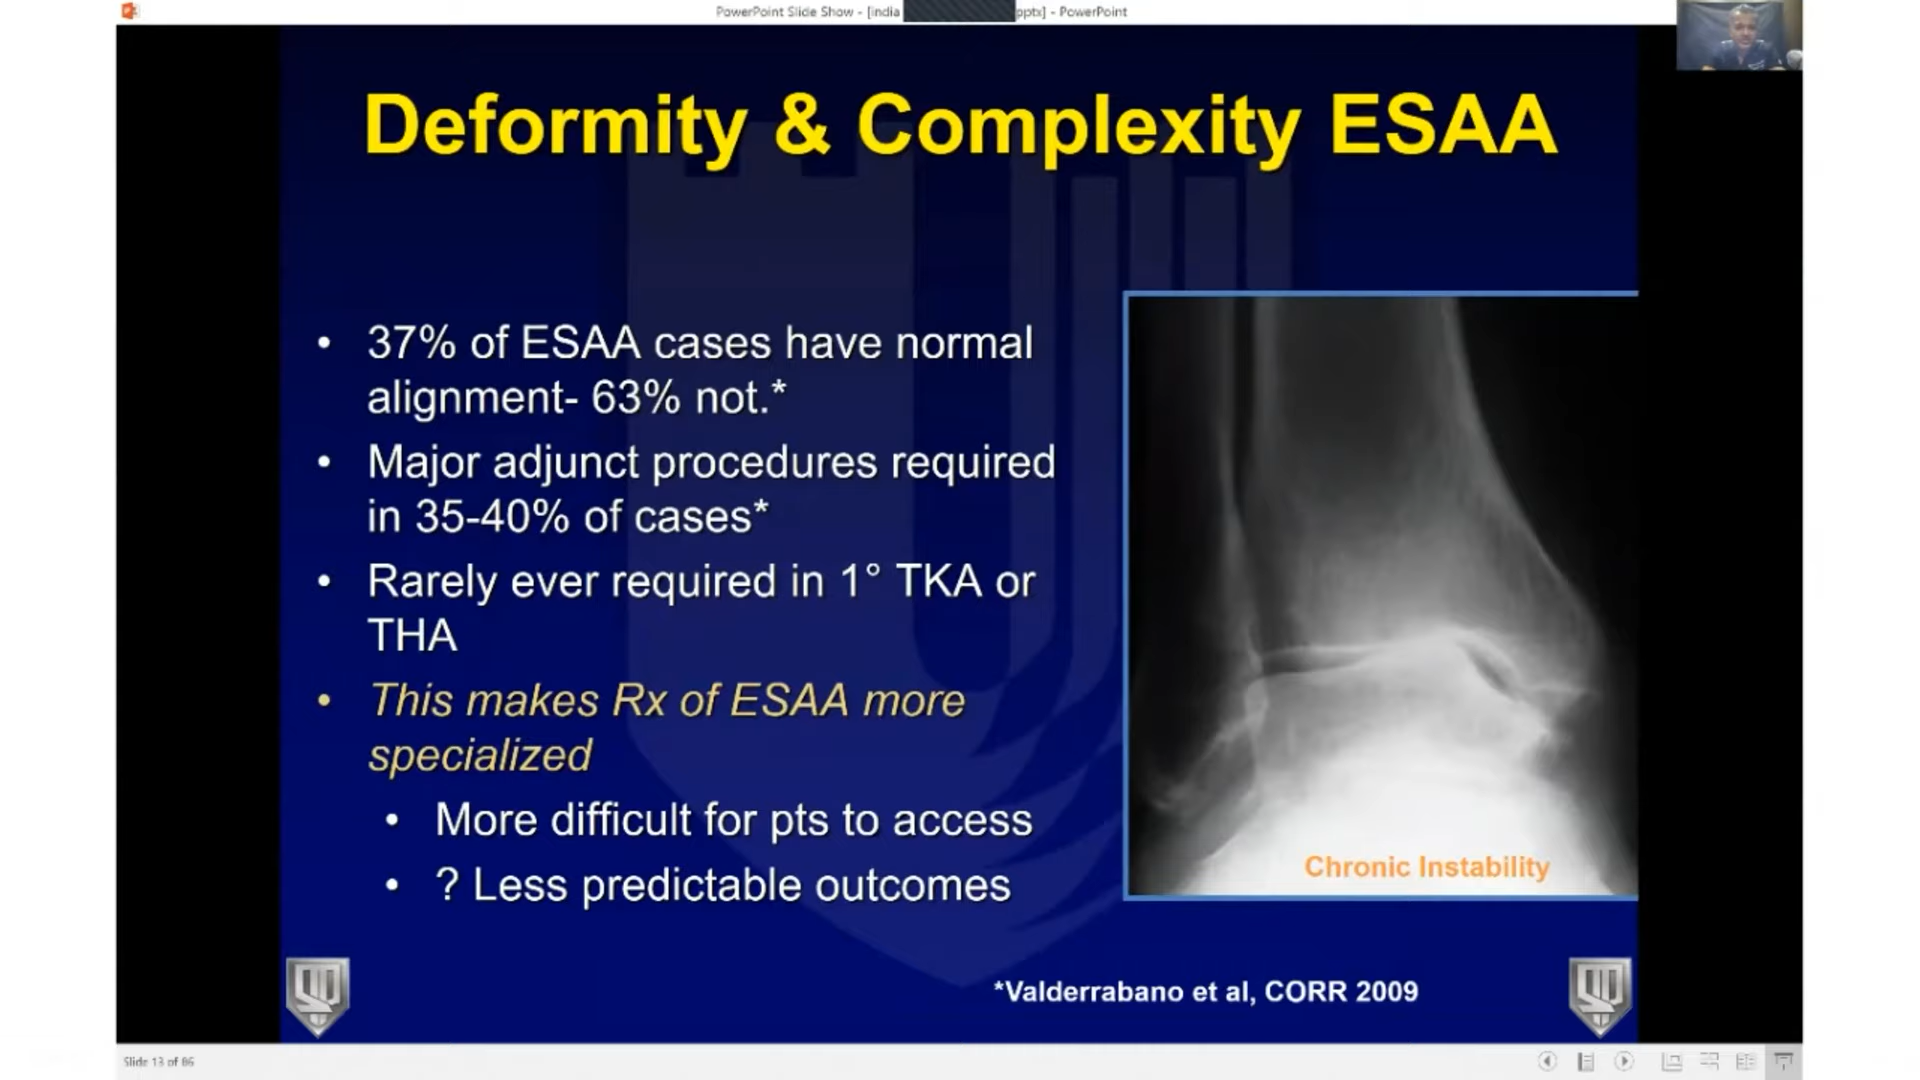 PowerPoint Slide Show - [india pptx] - PowerPoint
Deformity & Complexity ESAA
• 37% of ESAA cases have normal
alignment- 63% not.*
• Major adjunct procedures required
in 35-40% of cases*
• Rarely ever required in 1° TKA or
THA
• This makes Rx of ESAA more
specialized
• More difficult for pts to access
• ? Less predictable outcomes
Chronic Instability
*Valderrabano et al, CORR 2009
Slide 13 of 86